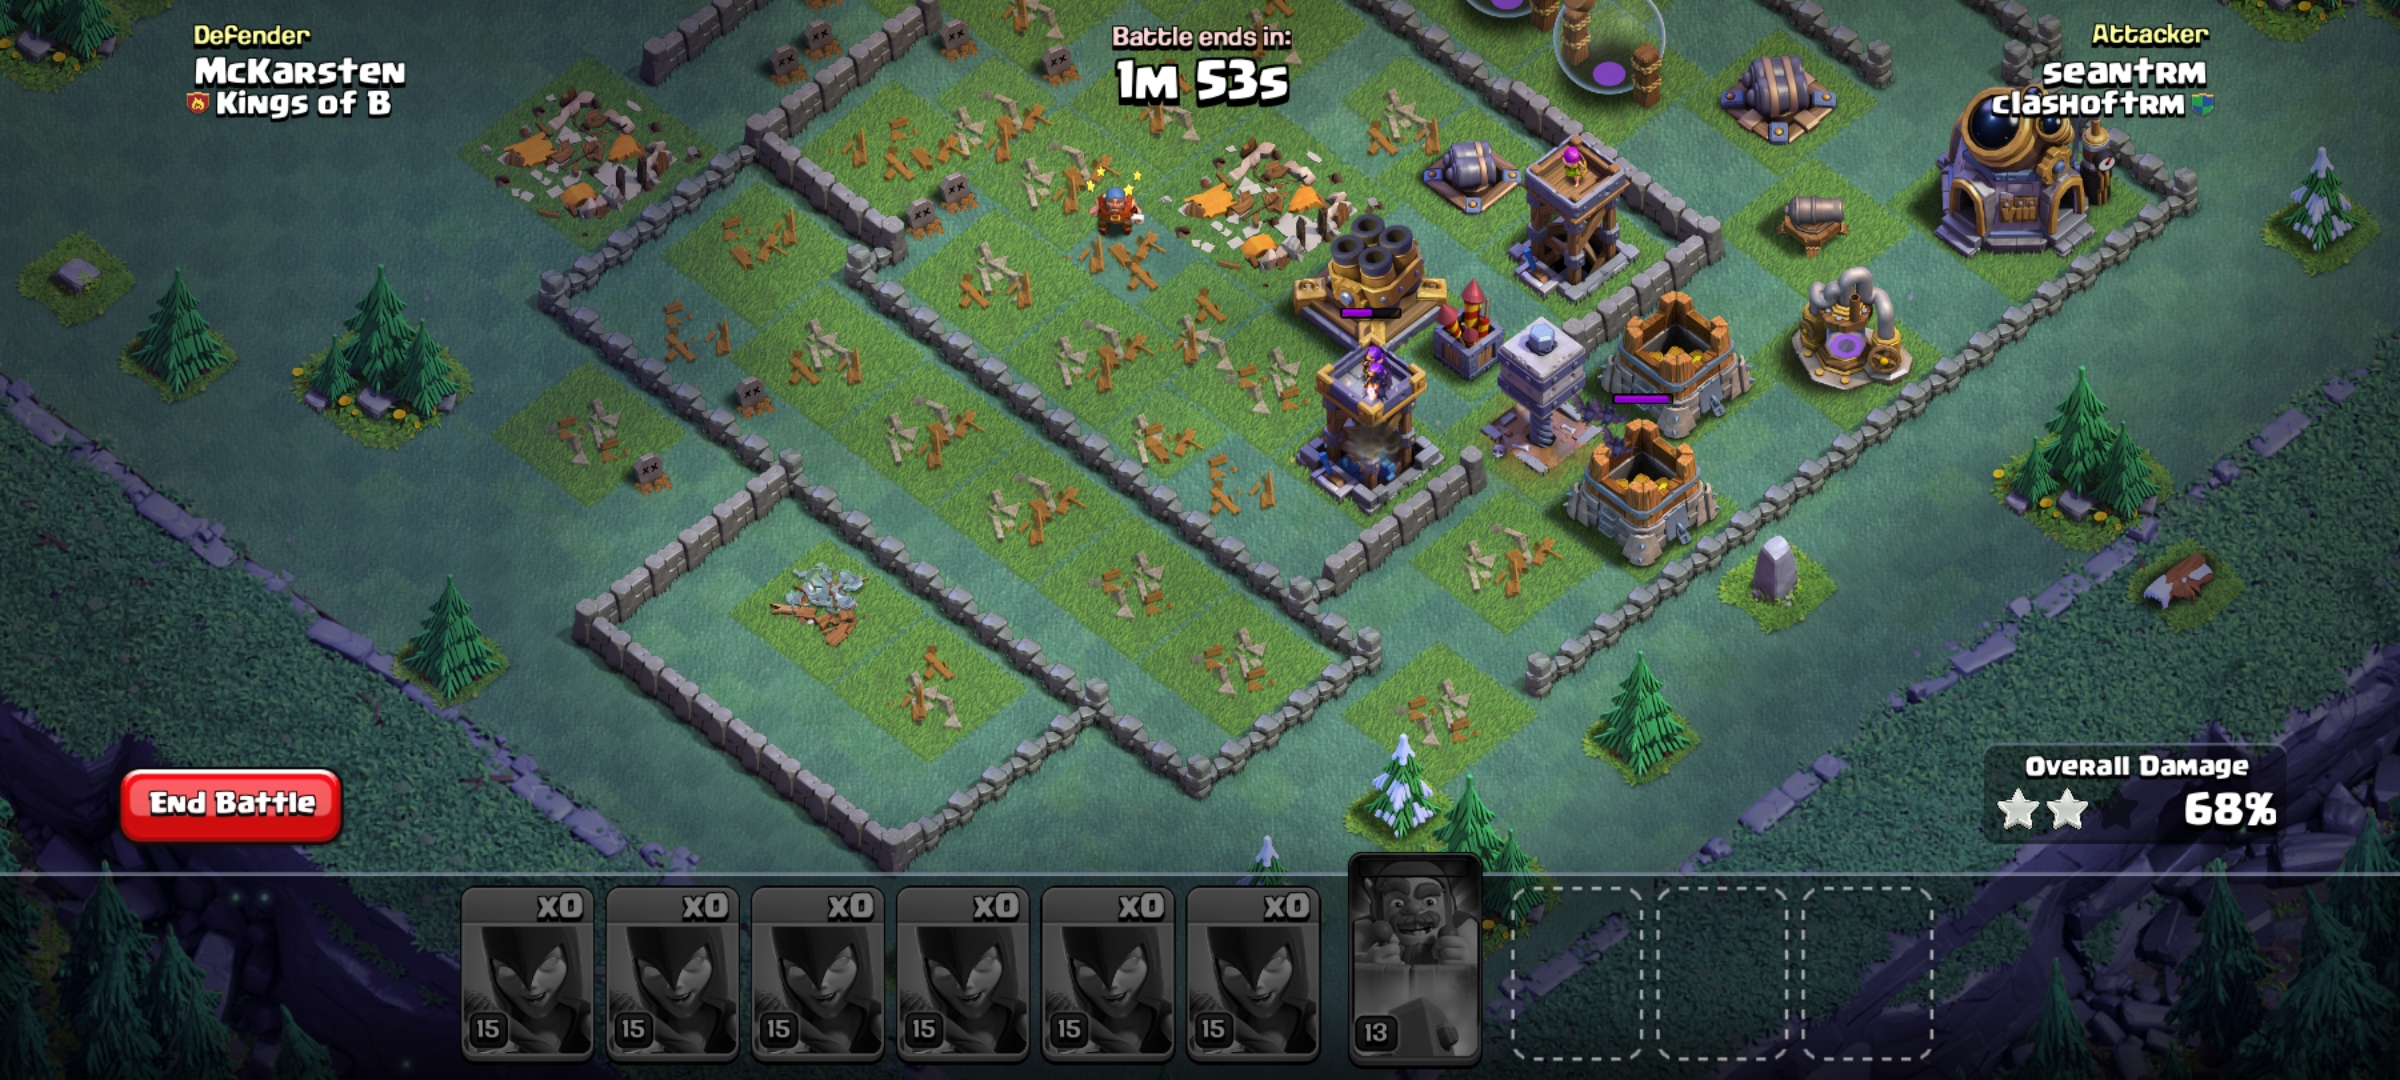 Defender
McKarsten
Kings of B
Battle ends in:
1M 53s
Attacker
seantRM
clashoftRM
VIII
End Battle
Overall Damage
68%
x0
x0
x0
x0
x0
x0
15
15
15
15
15
15
13